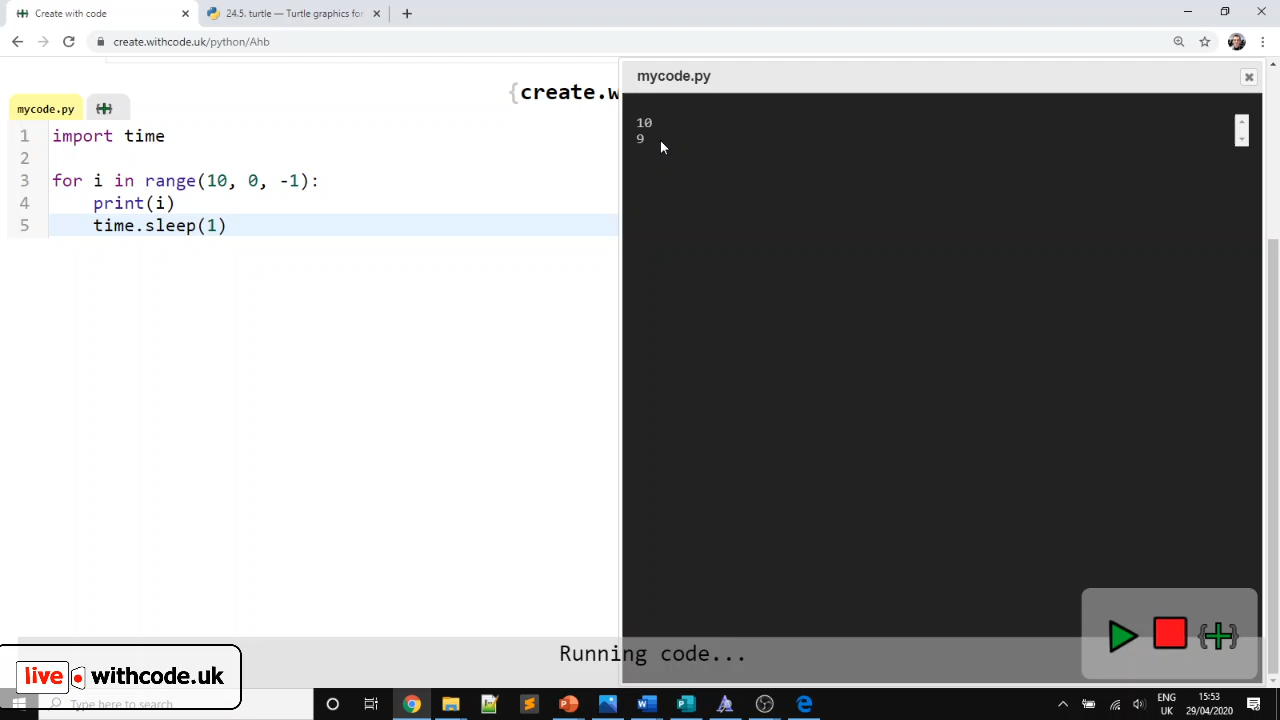 Create with code
24.5. turtle — Turtle graphics for
create.withcode.uk/python/Ahb
{create.w
mycode.py
1 import time
2
3 for i in range(10, 0, -1):
4 print(i)
5 time.sleep(1)
mycode.py
10
9
Running code...
live withcode.uk
Type here to search
ENG
UK
15:53
29/04/2020